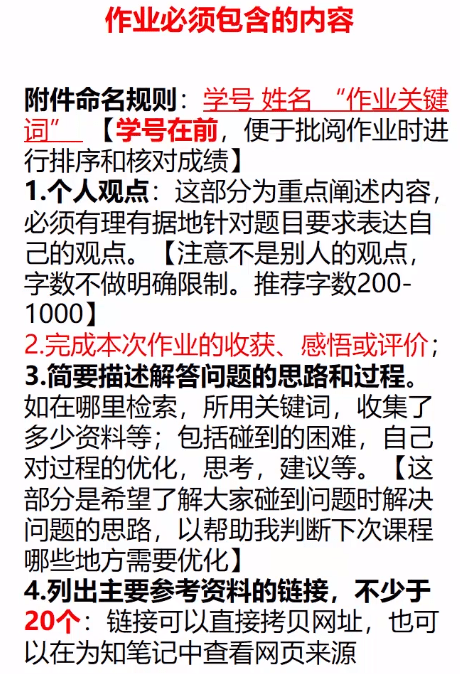 作业必须包含的内容
附件命名规则：学号 姓名 “作业关键
词” 【学号在前，便于批阅作业时进
行排序和核对成绩】
1.个人观点：这部分为重点阐述内容，
必须有理有据地针对题目要求表达自
己的观点。【注意不是别人的观点，
字数不做明确限制。推荐字数200-
1000】
2.完成本次作业的收获、感悟或评价；
3.简要描述解答问题的思路和过程。
如在哪里检索，所用关键词，收集了
多少资料等；包括碰到的困难，自己
对过程的优化，思考，建议等。【这
部分是希望了解大家碰到问题时解决
问题的思路，以帮助我判断下次课程
哪些地方需要优化】
4.列出主要参考资料的链接，不少于
20个：链接可以直接拷贝网址，也可
以在为知笔记中查看网页来源